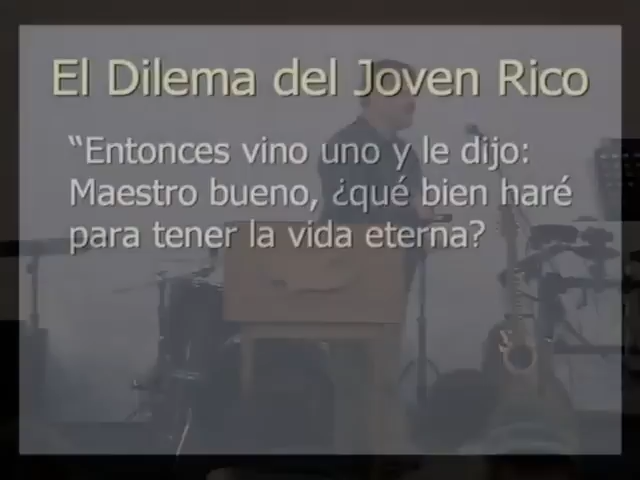 El Dilema del Joven Rico
“Entonces vino uno y le dijo:
Maestro bueno, ¿qué bien haré
para tener la vida eterna?